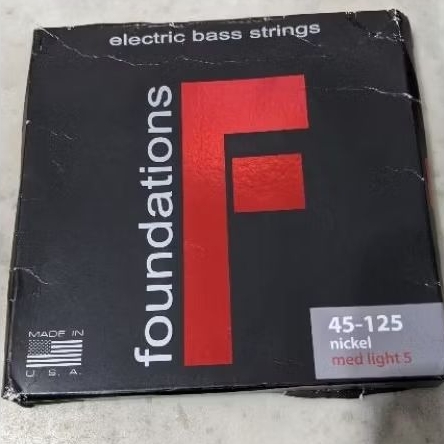 electric bass strings
foundations
F
45-125
nickel
med light 5
MADE IN
U. S. A.